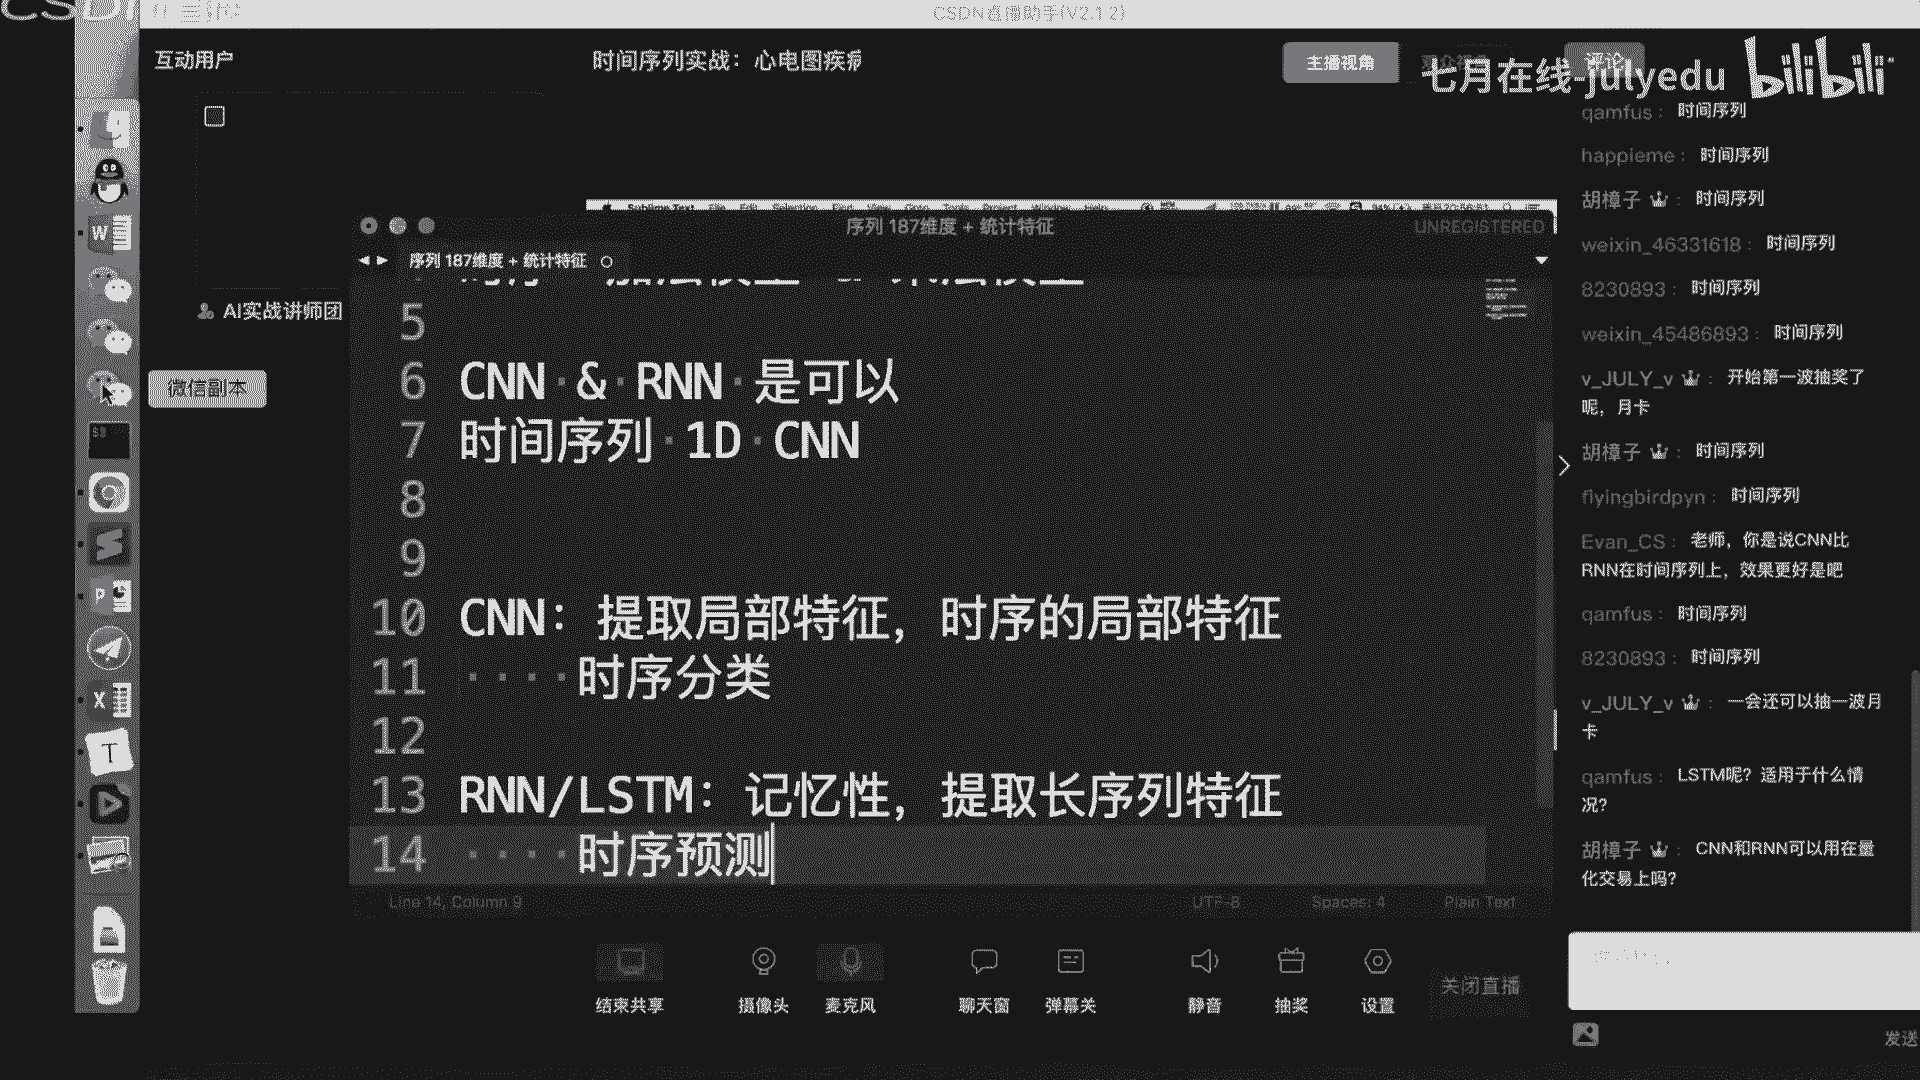 CSDN直播助手(V2.1.2)
互动用户
时间序列实战：心电图疾
主播视角
评论
七月在线-julyedu bilibili
qamfus： 时间序列
happieme： 时间序列
胡樟子： 时间序列
weixin_46331618： 时间序列
8230893： 时间序列
weixin_45486893： 时间序列
v_JULY_v： 开始第一波抽奖了
呢，月卡
胡樟子： 时间序列
flyingbirdpyn： 时间序列
Evan_CS： 老师，你是说CNN比
RNN在时间序列上，效果更好是吧
qamfus： 时间序列
8230893： 时间序列
v_JULY_v： 一会还可以抽一波月
卡
qamfus： LSTM呢？适用于什么情
况？
胡樟子： CNN和RNN可以用在量
化交易上吗？
发送
AI实战讲师团
微信副本
Sublime Text File Edit Selection Find View Goto Tools Project Window Help
序列 187维度 + 统计特征
UNREGISTERED
序列 187维度 + 统计特征
5
6 CNN & RNN 是可以
7 时间序列 1D CNN
8
9
10 CNN：提取局部特征，时序的局部特征
11 时序分类
12
13 RNN/LSTM：记忆性，提取长序列特征
14 时序预测
Line 14, Column 9
UTF-8
Spaces: 4
Plain Text
结束共享
摄像头
麦克风
聊天窗
弹幕关
静音
抽奖
设置
关闭直播